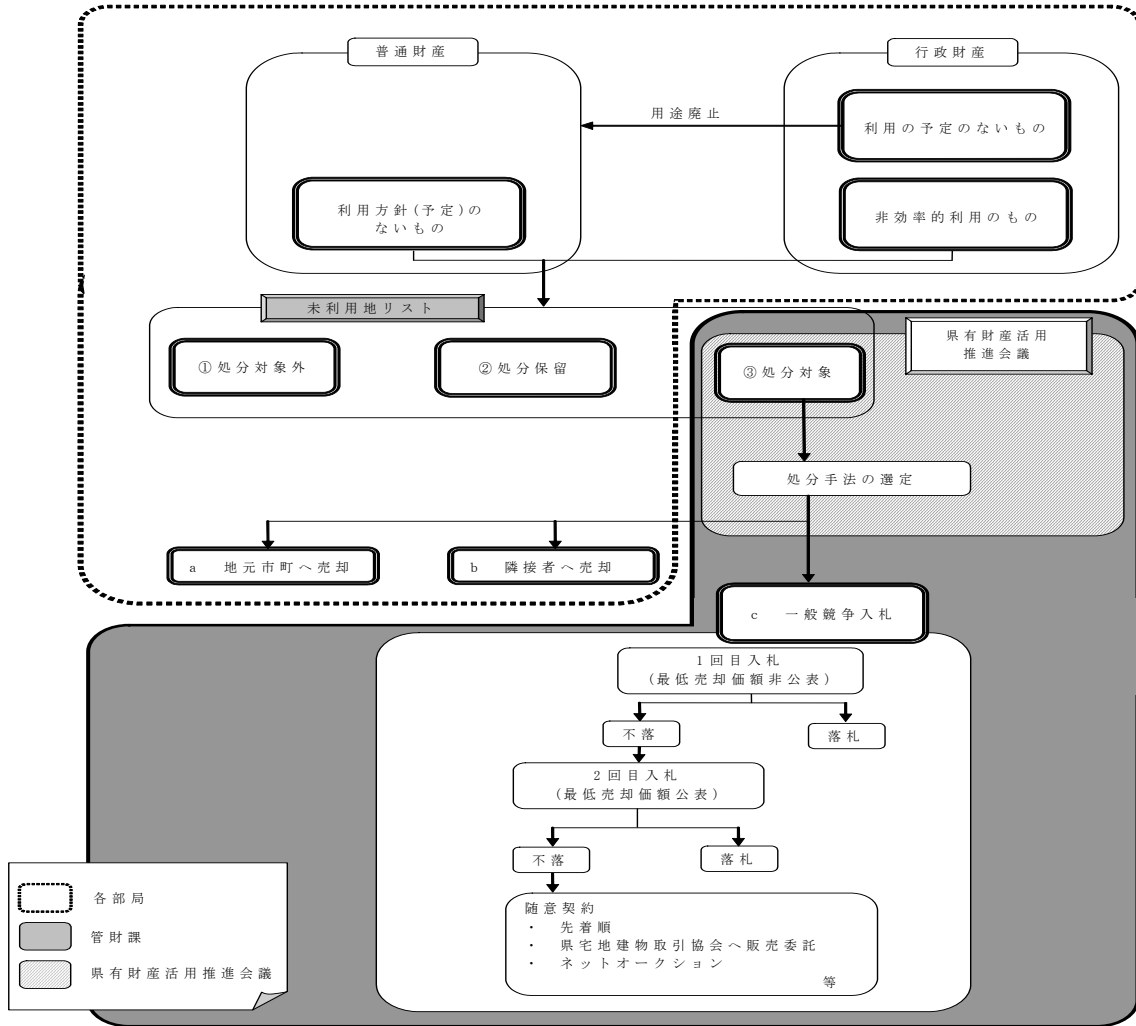 普通財産
行政財産
用途廃止
利用の予定のないもの
利用方針(予定)の
ないもの
非効率的利用のもの
未利用地リスト
県有財産活用
推進会議
①処分対象外
②処分保留
③処分対象
処分手法の選定
a 地元市町へ売却
b 隣接者へ売却
c 一般競争入札
1回目入札
(最低売却価額非公表)
不落
落札
2回目入札
(最低売却価額公表)
不落
落札
随意契約
・ 先着順
・ 県宅地建物取引協会へ販売委託
・ ネットオークション
等
各部局
管財課
県有財産活用推進会議